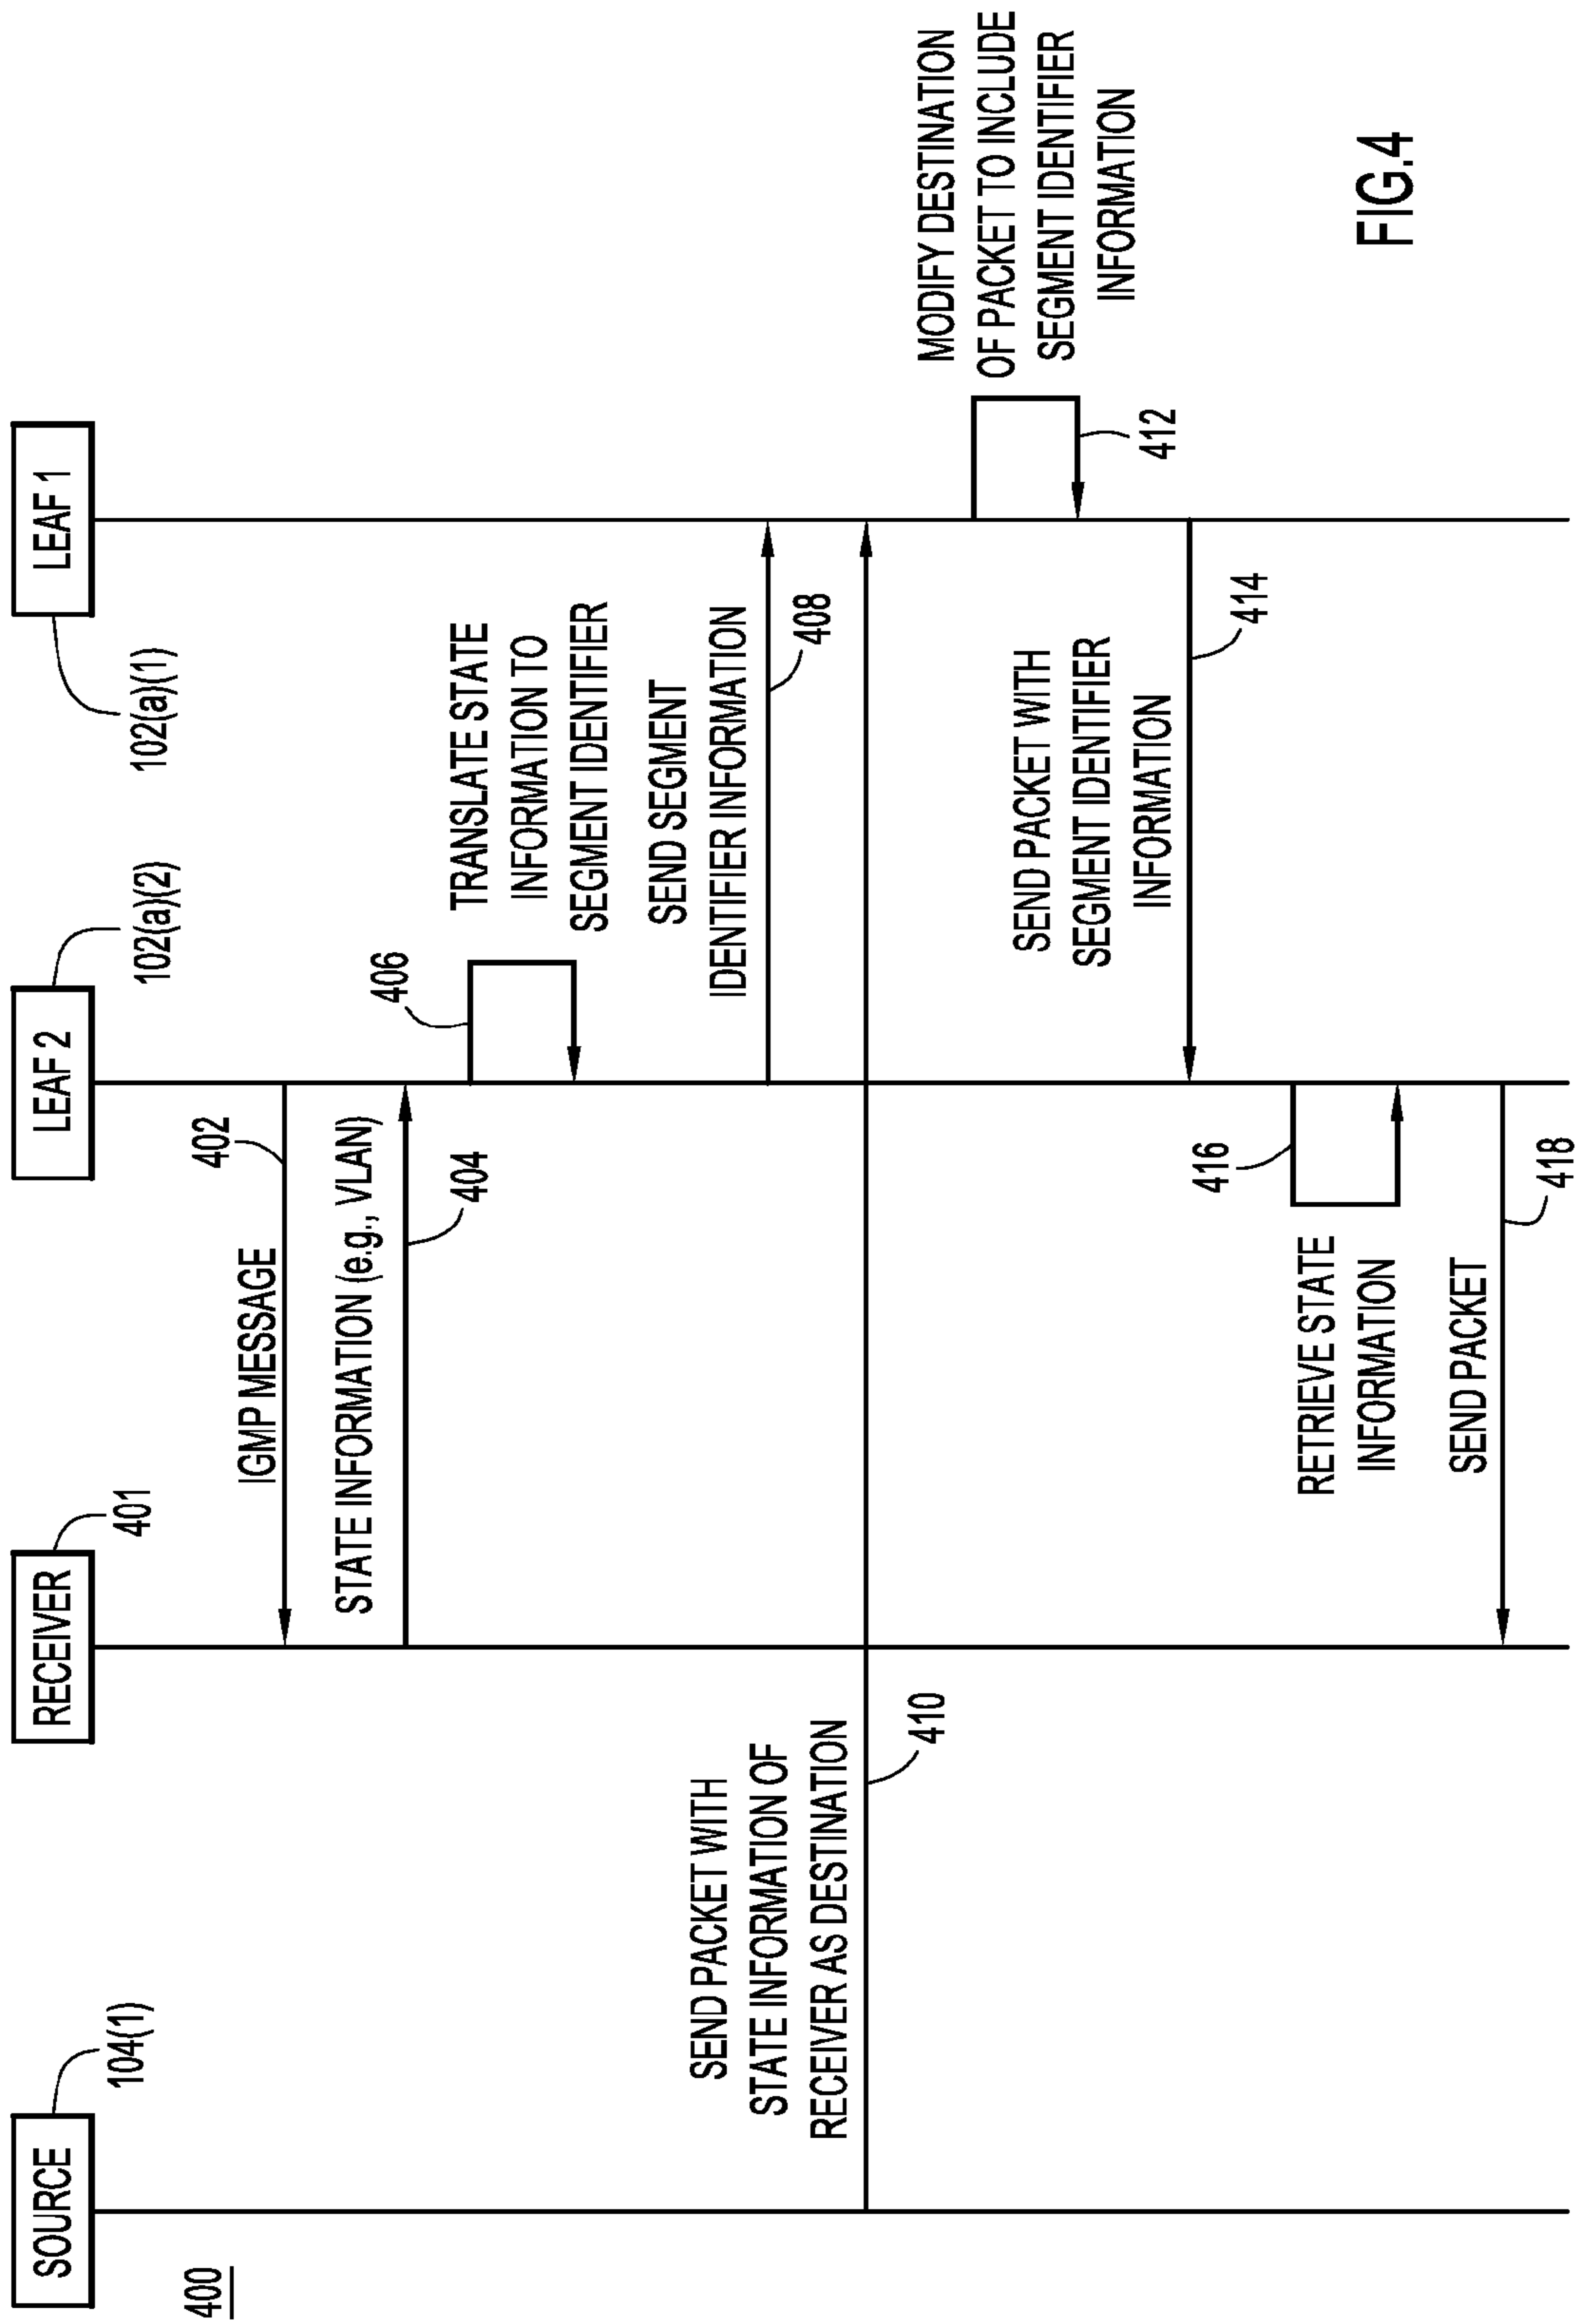 400
SOURCE
104(1)
RECEIVER
401
LEAF 2
102(a)(2)
LEAF 1
102(a)(1)
IGMP MESSAGE
402
STATE INFORMATION (e.g., VLAN)
404
406
TRANSLATE STATE
INFORMATION TO
SEGMENT IDENTIFIER
SEND SEGMENT
IDENTIFIER INFORMATION
408
SEND PACKET WITH
STATE INFORMATION OF
RECEIVER AS DESTINATION
410
MODIFY DESTINATION
OF PACKET TO INCLUDE
SEGMENT IDENTIFIER
INFORMATION
412
SEND PACKET WITH
SEGMENT IDENTIFIER
INFORMATION
414
416
RETRIEVE STATE
INFORMATION
SEND PACKET
418
FIG.4